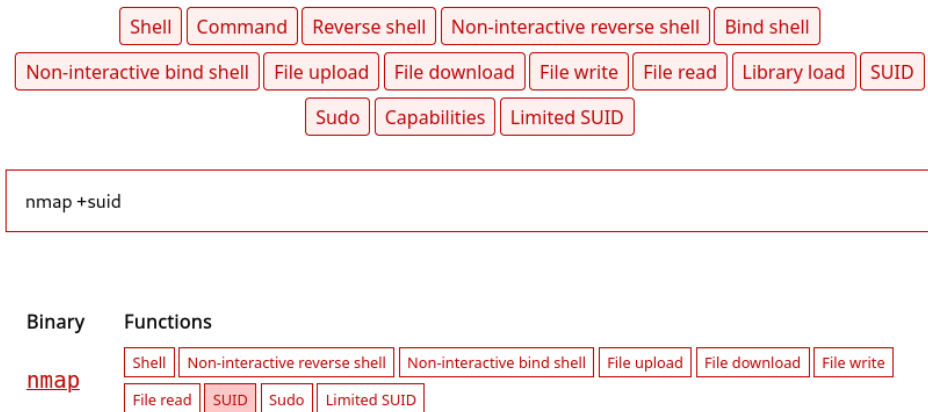 Shell Command Reverse shell Non-interactive reverse shell Bind shell
Non-interactive bind shell File upload File download File write File read Library load SUID
Sudo Capabilities Limited SUID
nmap +suid
Binary Functions
Shell Non-interactive reverse shell Non-interactive bind shell File upload File download File write
nmap
File read SUID Sudo Limited SUID